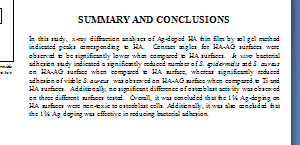 SUMMARY AND CONCLUSIONS
In this study, x-ray diffraction analyses of Ag-doped HA thin film by sol gel method
indicated peaks corresponding to HA. Contact angles for HA-AG surfaces were
observed to be significantly lower when compared to HA surfaces. In vitro bacterial
adhesion study indicated a significantly reduced number of S. epidermidis and S. aureus
on HA-AG surface when compared to HA surface, whereas significantly reduced
adhesion of viable S. aureus was observed on HA-AG surface when compared to Ti and
HA surfaces. Additionally, no significant difference of osteoblast activity was observed
on three different surfaces tested. Overall, it was concluded that the 1% Ag-doping on
HA surfaces were non-toxic to osteoblast cells. Additionally, it was also concluded that
the 1% Ag doping was effective in reducing bacterial adhesion.